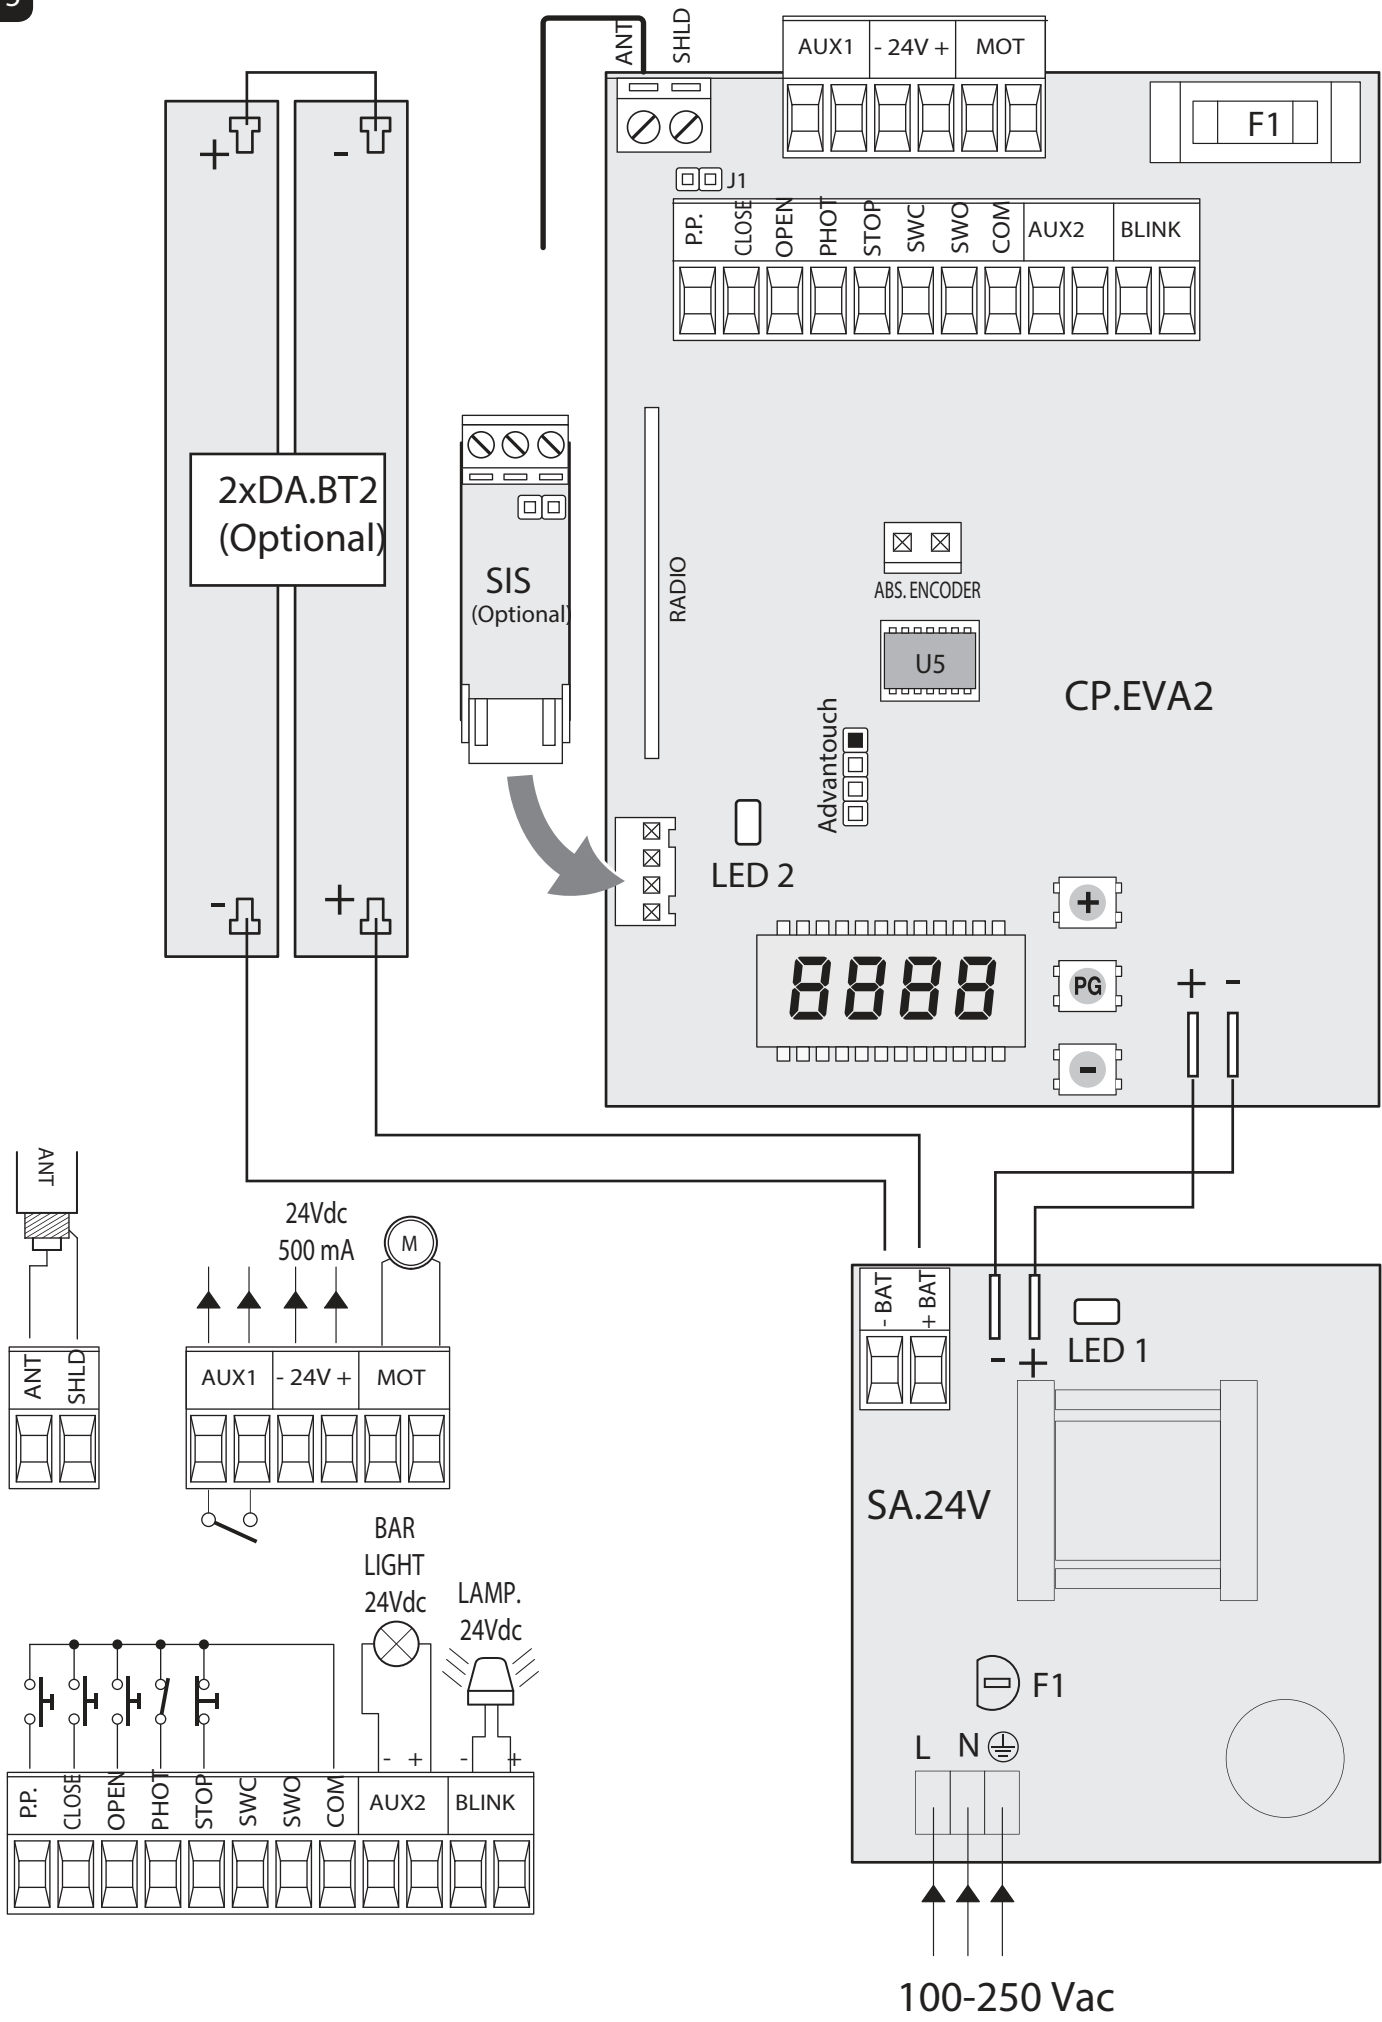 ANT
SHLD
AUX1
- 24V +
MOT
F1
+
-
J1
P.P.
CLOSE
OPEN
PHOT
STOP
SWC
SWO
COM
AUX2
BLINK
2xDA.BT2
(Optional)
SIS
(Optional)
RADIO
ABS. ENCODER
U5
CP.EVA2
Advantouch
LED 2
-
+
8888
+
PG
-
+
-
ANT
24Vdc
500 mA
M
ANT
SHLD
AUX1
- 24V +
MOT
- BAT
+ BAT
-
+
LED 1
SA.24V
BAR
LIGHT
24Vdc
LAMP.
24Vdc
- +
- +
P.P.
CLOSE
OPEN
PHOT
STOP
SWC
SWO
COM
AUX2
BLINK
F1
L
N
100-250 Vac